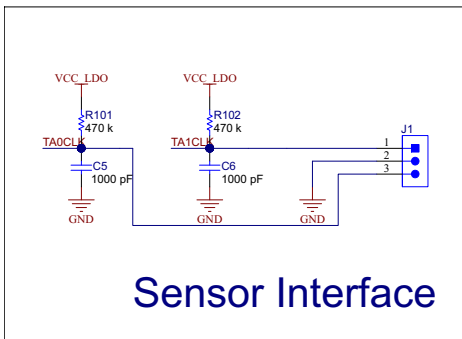 VCC_LDO VCC_LDO
R101 R102
470 k 470 k
TA0CLK TA1CLK
J1
1
2
3
C5 C6
1000 pF 1000 pF
GND GND GND
Sensor Interface